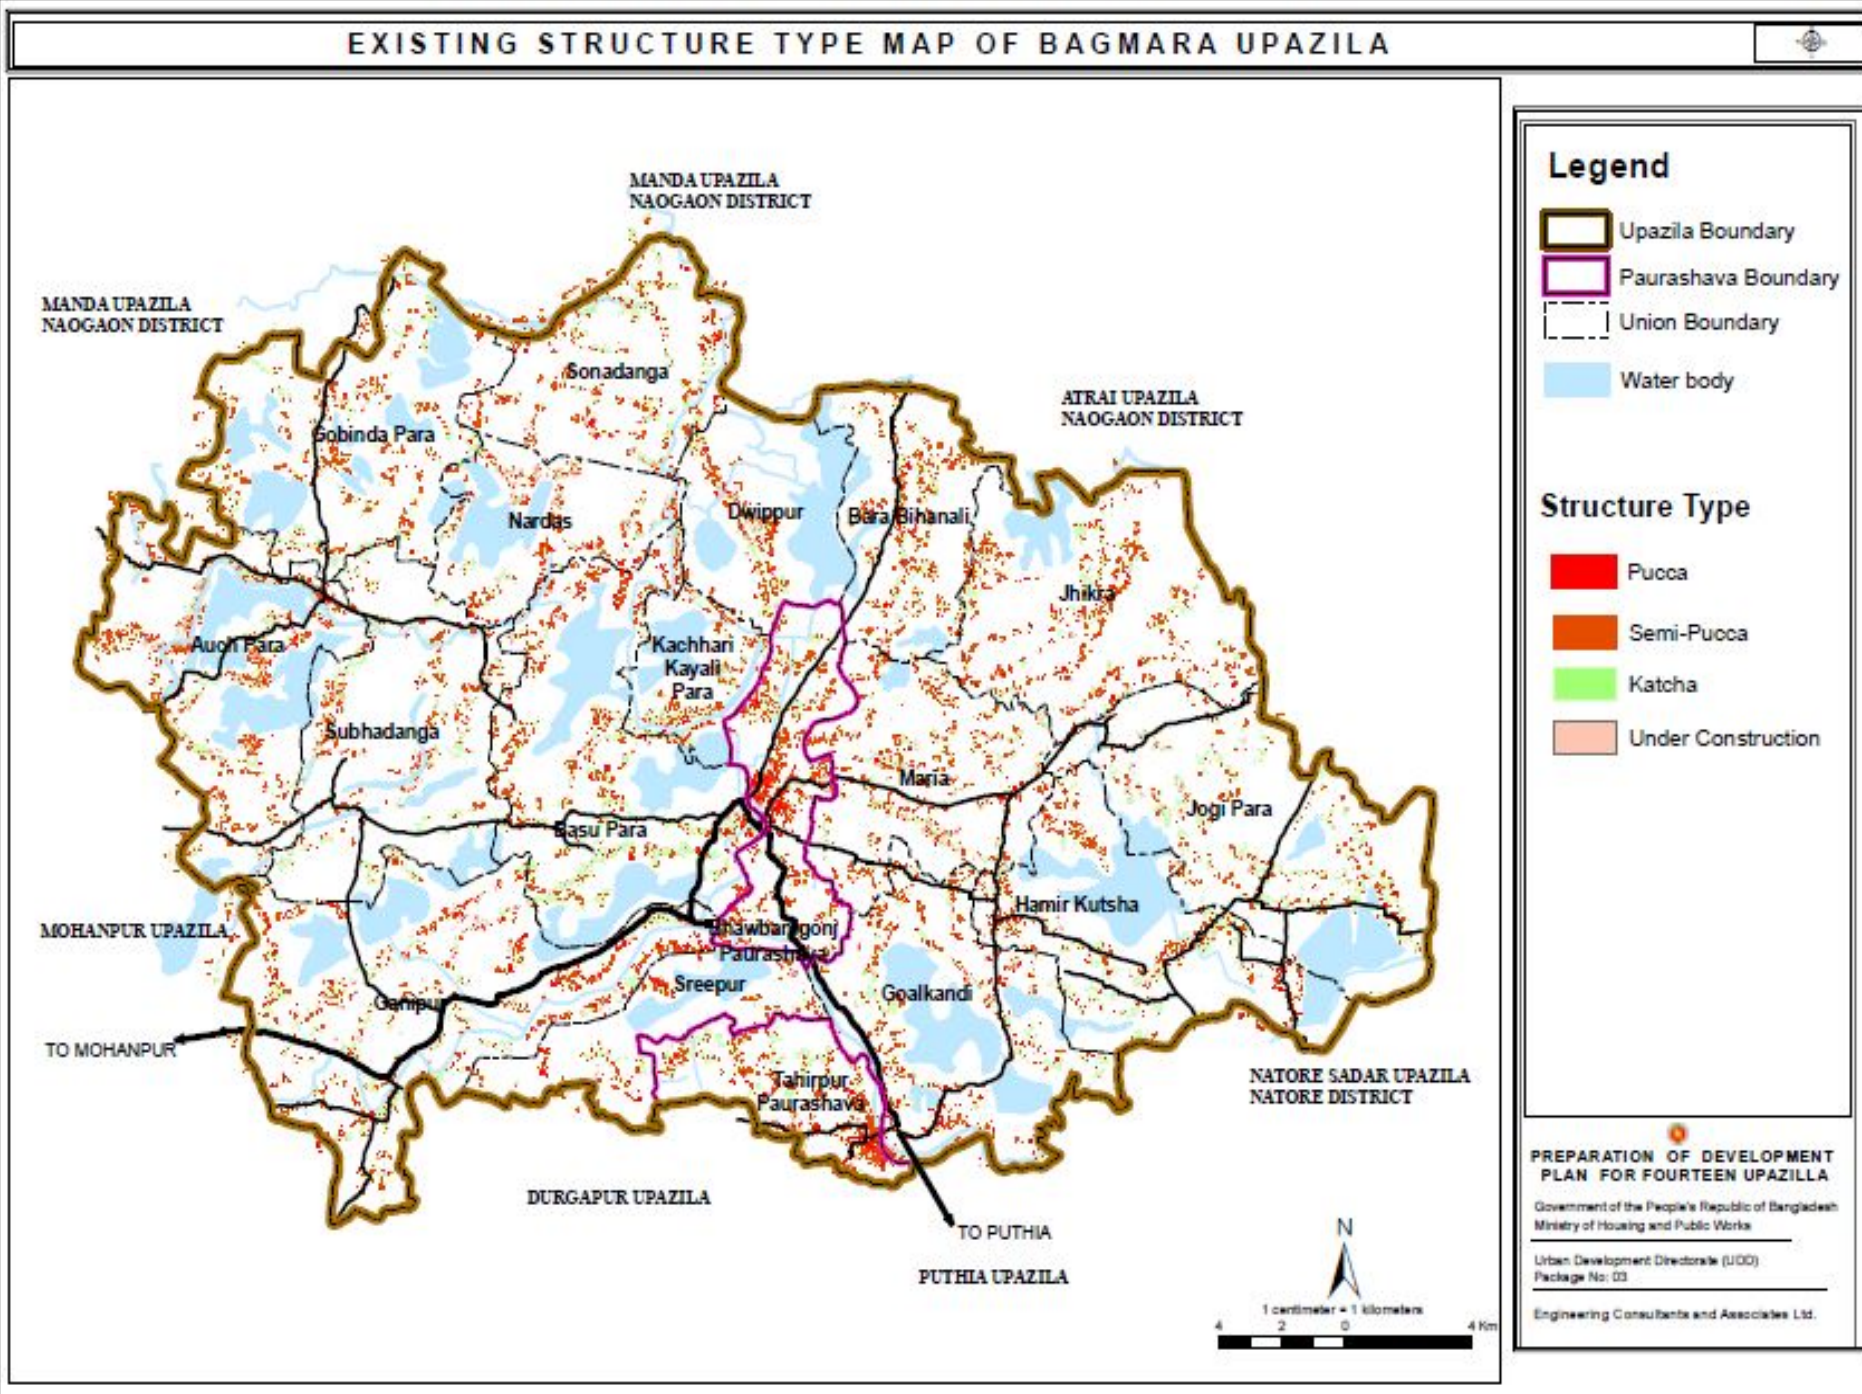 EXISTING STRUCTURE TYPE MAP OF BAGMARA UPAZILA
MANDA UPAZILA
NAOGAON DISTRICT
MANDA UPAZILA
NAOGAON DISTRICT
Sonadanga
ATRAI UPAZILA
NAOGAON DISTRICT
Gobinda Para
Nardas
Dwippur
Bara Bihanali
Jhikra
Auch Para
Kachhari
Kayali
Para
Subhadanga
Maria
Jogi Para
Basu Para
Hamir Kutsha
MOHANPUR UPAZILA
Bhawbanigonj
Paurashava
Sreepur
Goalkandi
Ganipur
TO MOHANPUR
NATORE SADAR UPAZILA
NATORE DISTRICT
Tahirpur
Paurashava
DURGAPUR UPAZILA
TO PUTHIA
PUTHIA UPAZILA
N
1 centimeter = 1 kilometers
4 2 0 4 Km
Legend
Upazila Boundary
Paurashava Boundary
Union Boundary
Water body
Structure Type
Pucca
Semi-Pucca
Katcha
Under Construction
PREPARATION OF DEVELOPMENT
PLAN FOR FOURTEEN UPAZILLA
Government of the People's Republic of Bangladesh
Ministry of Housing and Public Works
Urban Development Directorate (UDD)
Package No: 03
Engineering Consultants and Associates Ltd.